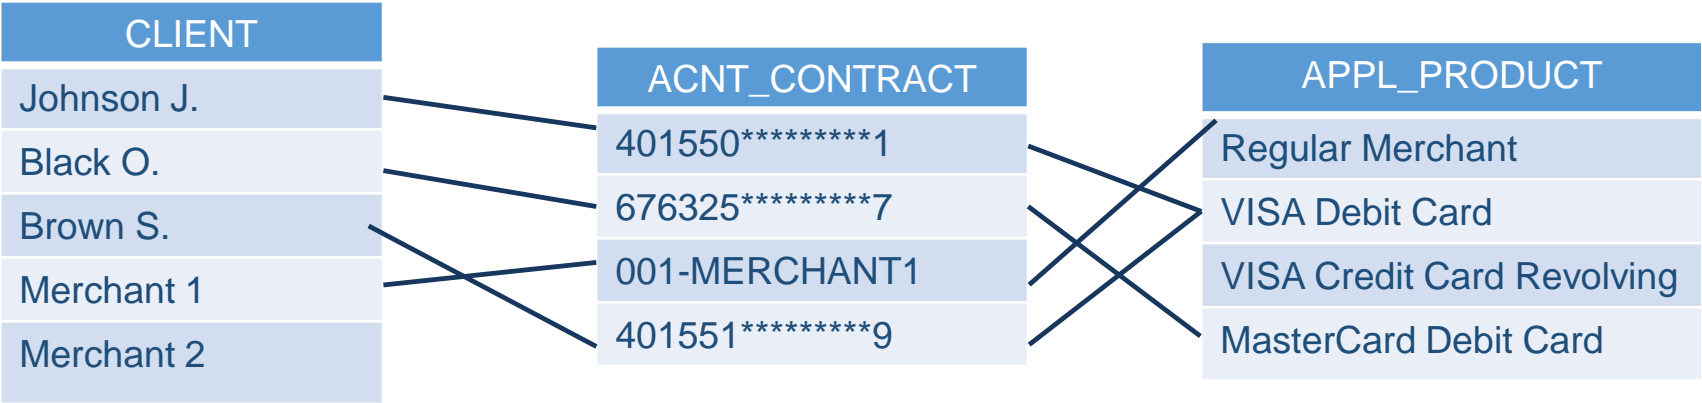 CLIENT
Johnson J.
Black O.
Brown S.
Merchant 1
Merchant 2
ACNT_CONTRACT
401550*********1
676325*********7
001-MERCHANT1
401551*********9
APPL_PRODUCT
Regular Merchant
VISA Debit Card
VISA Credit Card Revolving
MasterCard Debit Card